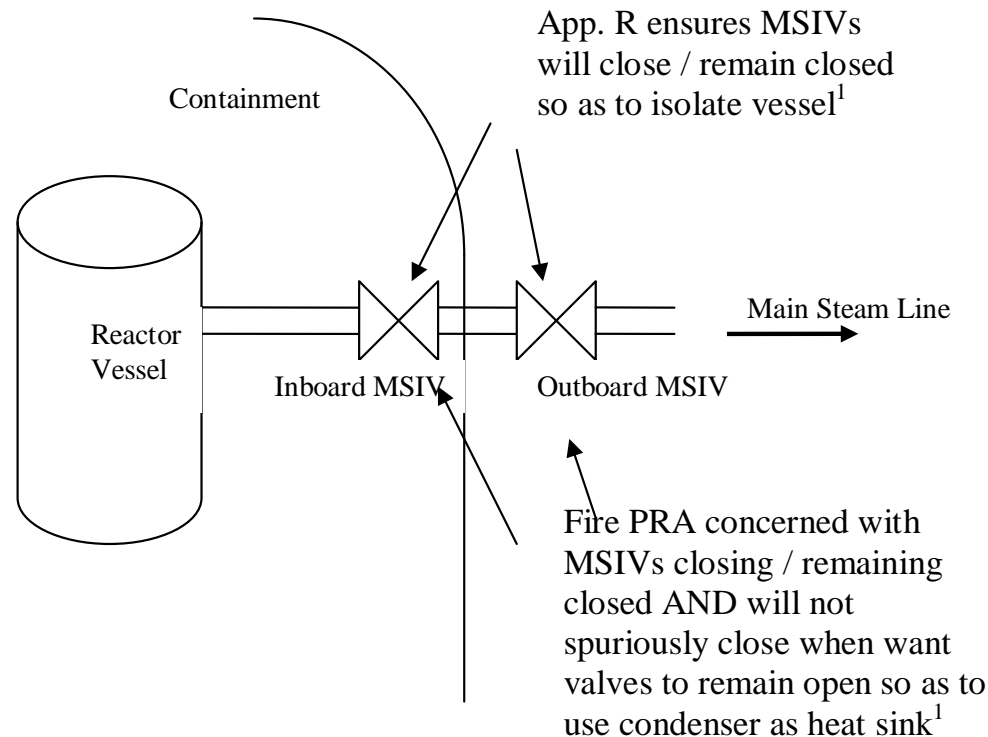 App. R ensures MSIVs
will close / remain closed
so as to isolate vessel¹
Containment
Main Steam Line
Reactor
Vessel
Inboard MSIV
Outboard MSIV
Fire PRA concerned with
MSIVs closing / remaining
closed AND will not
spuriously close when want
valves to remain open so as to
use condenser as heat sink¹